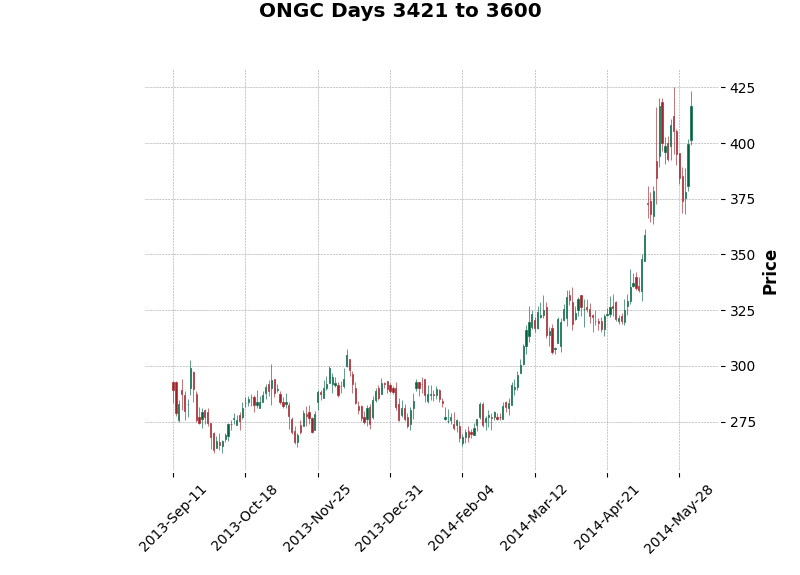 ONGC Days 3421 to 3600
425
400
375
350
325
300
275
Price
2013-Sep-11
2013-Oct-18
2013-Nov-25
2013-Dec-31
2014-Feb-04
2014-Mar-12
2014-Apr-21
2014-May-28